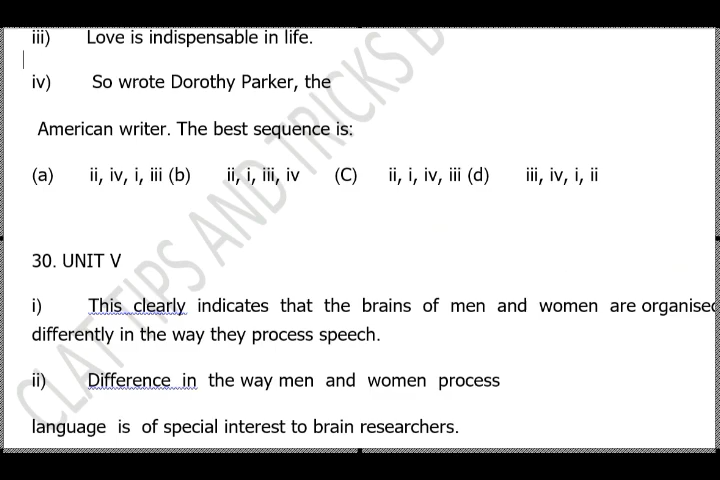 iii) Love is indispensable in life.
iv) So wrote Dorothy Parker, the
American writer. The best sequence is:
(a) ii, iv, i, iii (b) ii, i, iii, iv (C) ii, i, iv, iii (d) iii, iv, i, ii
30. UNIT V
i) This clearly indicates that the brains of men and women are organised
differently in the way they process speech.
ii) Difference in the way men and women process
language is of special interest to brain researchers.
CLAT TIPS AND TRICKS B